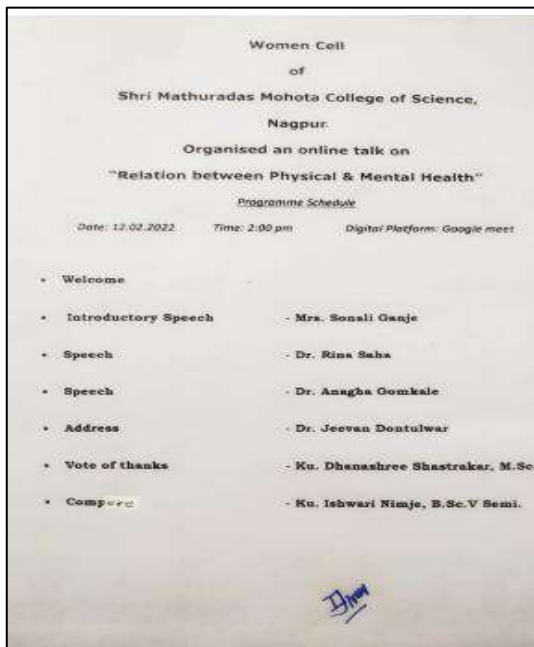 Women Cell
of
Shri Mathuradas Mohota College of Science,
Nagpur
Organised an online talk on
"Relation between Physical & Mental Health"
Programme Schedule
Date: 12.02.2022 Time: 2:00 pm Digital Platform: Google meet
• Welcome
• Introductory Speech - Mrs. Sonali Ganje
• Speech - Dr. Rina Saha
• Speech - Dr. Anagha Gomkale
• Address - Dr. Jeevan Dontulwar
• Vote of thanks - Ku. Dhanashree Shastrakar, M.Sc
• Compere - Ku. Ishwari Nimje, B.Sc.V Semi.